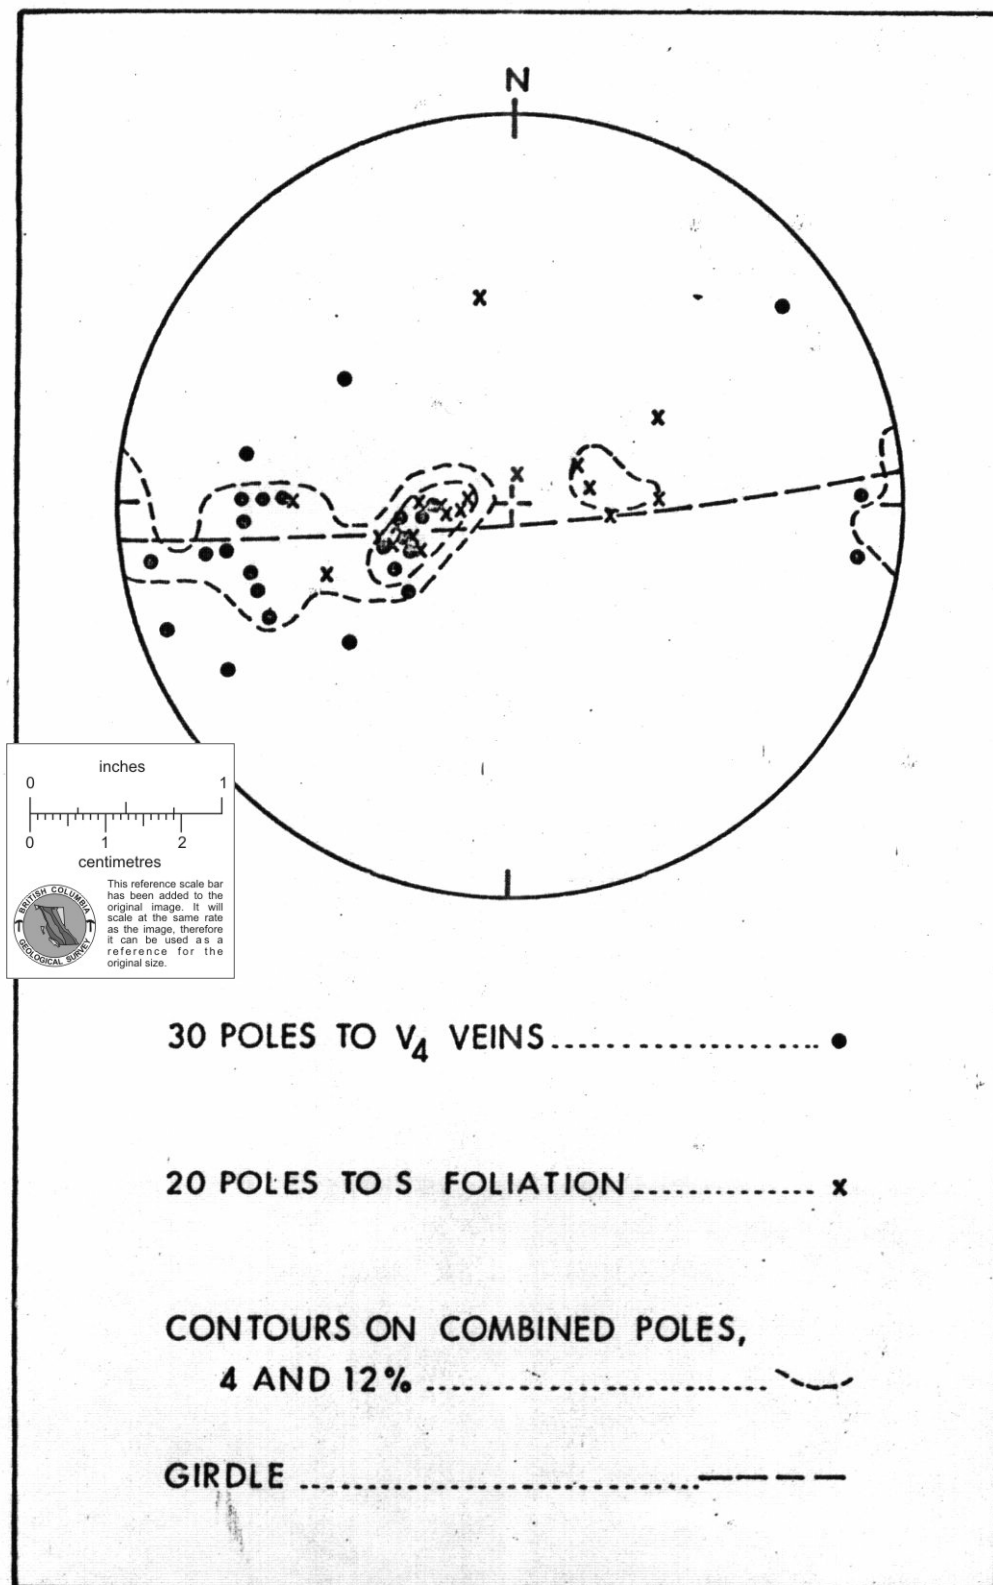 N
inches
0 1
0 1 2
centimetres
BRITISH COLUMBIA
GEOLOGICAL SURVEY
This reference scale bar
has been added to the
original image. It will
scale at the same rate
as the image, therefore
it can be used as a
reference for the
original size.
30 POLES TO V4 VEINS
20 POLES TO S FOLIATION x
CONTOURS ON COMBINED POLES,
4 AND 12%
GIRDLE